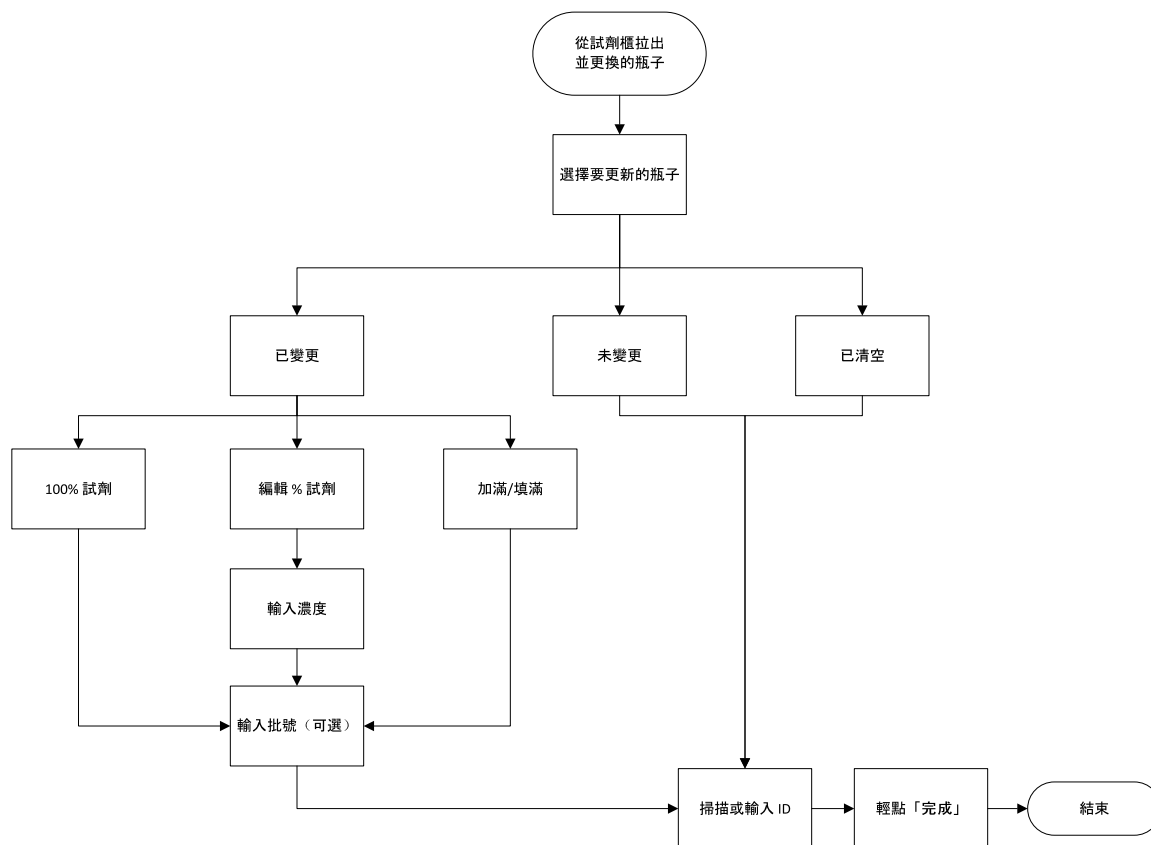 從試劑櫃拉出
並更換的瓶子
選擇要更新的瓶子
已變更
未變更
已清空
100% 試劑
編輯 % 試劑
加滿/填滿
輸入濃度
輸入批號（可選）
掃描或輸入 ID
輕點「完成」
結束